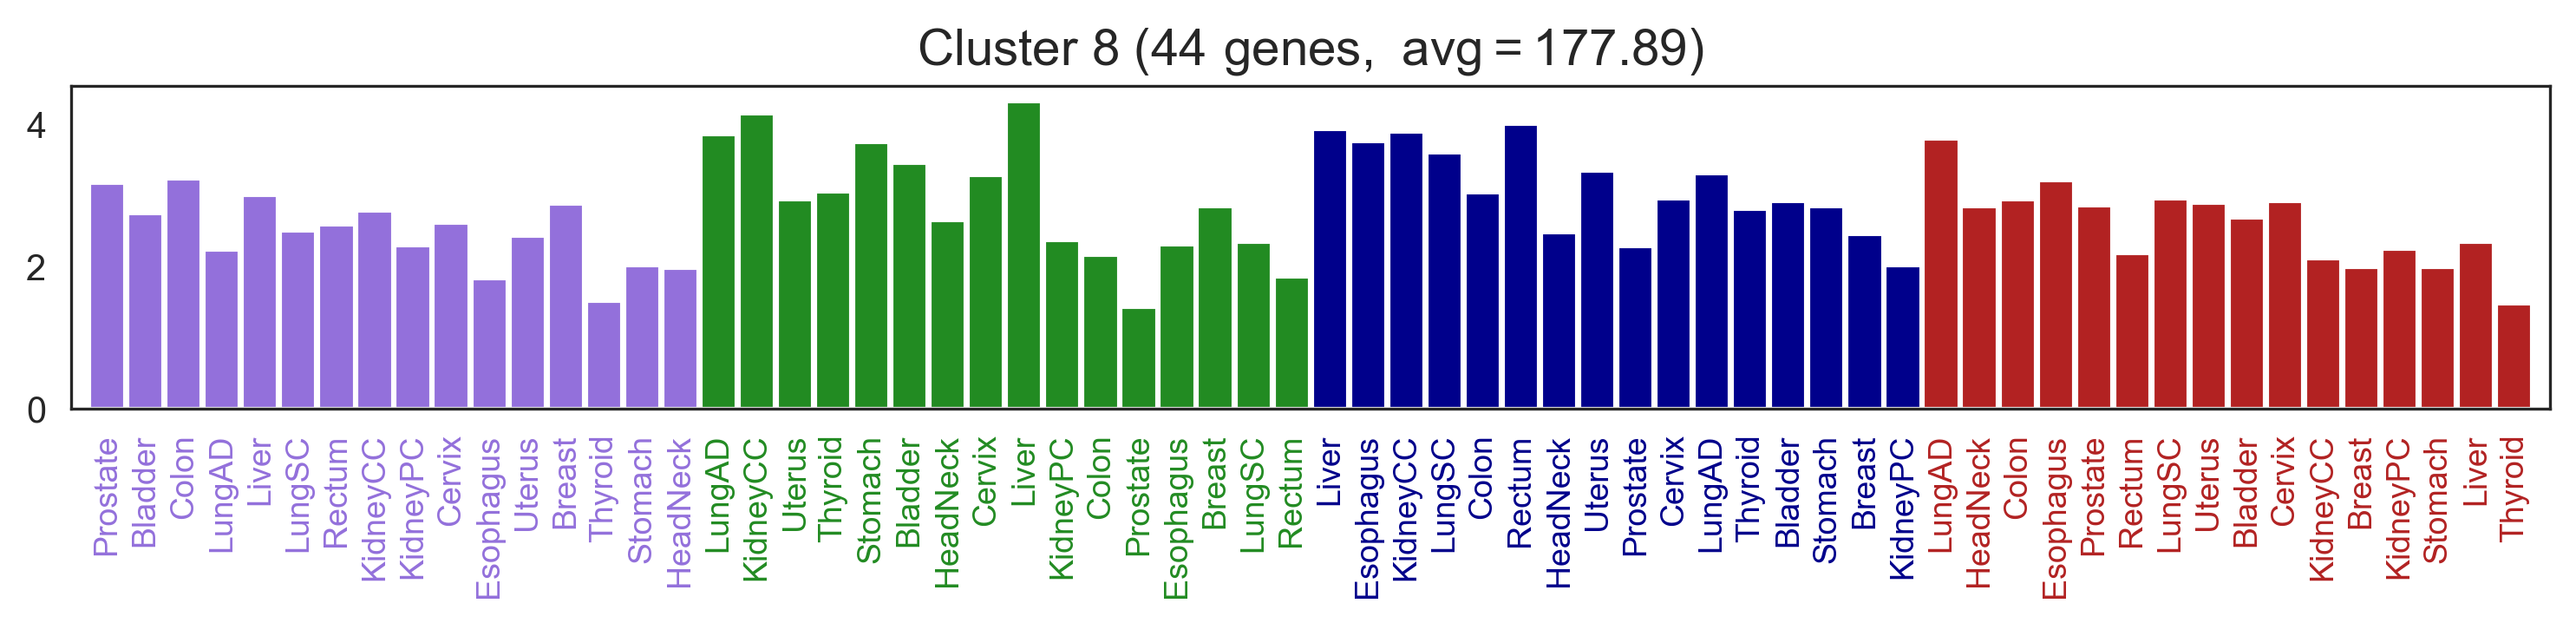 Cluster 8 (44 genes, avg = 177.89)
4
2
0
Prostate
Bladder
Colon
LungAD
Liver
LungSC
Rectum
KidneyCC
KidneyPC
Cervix
Esophagus
Uterus
Breast
Thyroid
Stomach
HeadNeck
LungAD
KidneyCC
Uterus
Thyroid
Stomach
Bladder
HeadNeck
Cervix
Liver
KidneyPC
Colon
Prostate
Esophagus
Breast
LungSC
Rectum
Liver
Esophagus
KidneyCC
LungSC
Colon
Rectum
HeadNeck
Uterus
Prostate
Cervix
LungAD
Thyroid
Bladder
Stomach
Breast
KidneyPC
LungAD
HeadNeck
Colon
Esophagus
Prostate
Rectum
LungSC
Uterus
Bladder
Cervix
KidneyCC
Breast
KidneyPC
Stomach
Liver
Thyroid